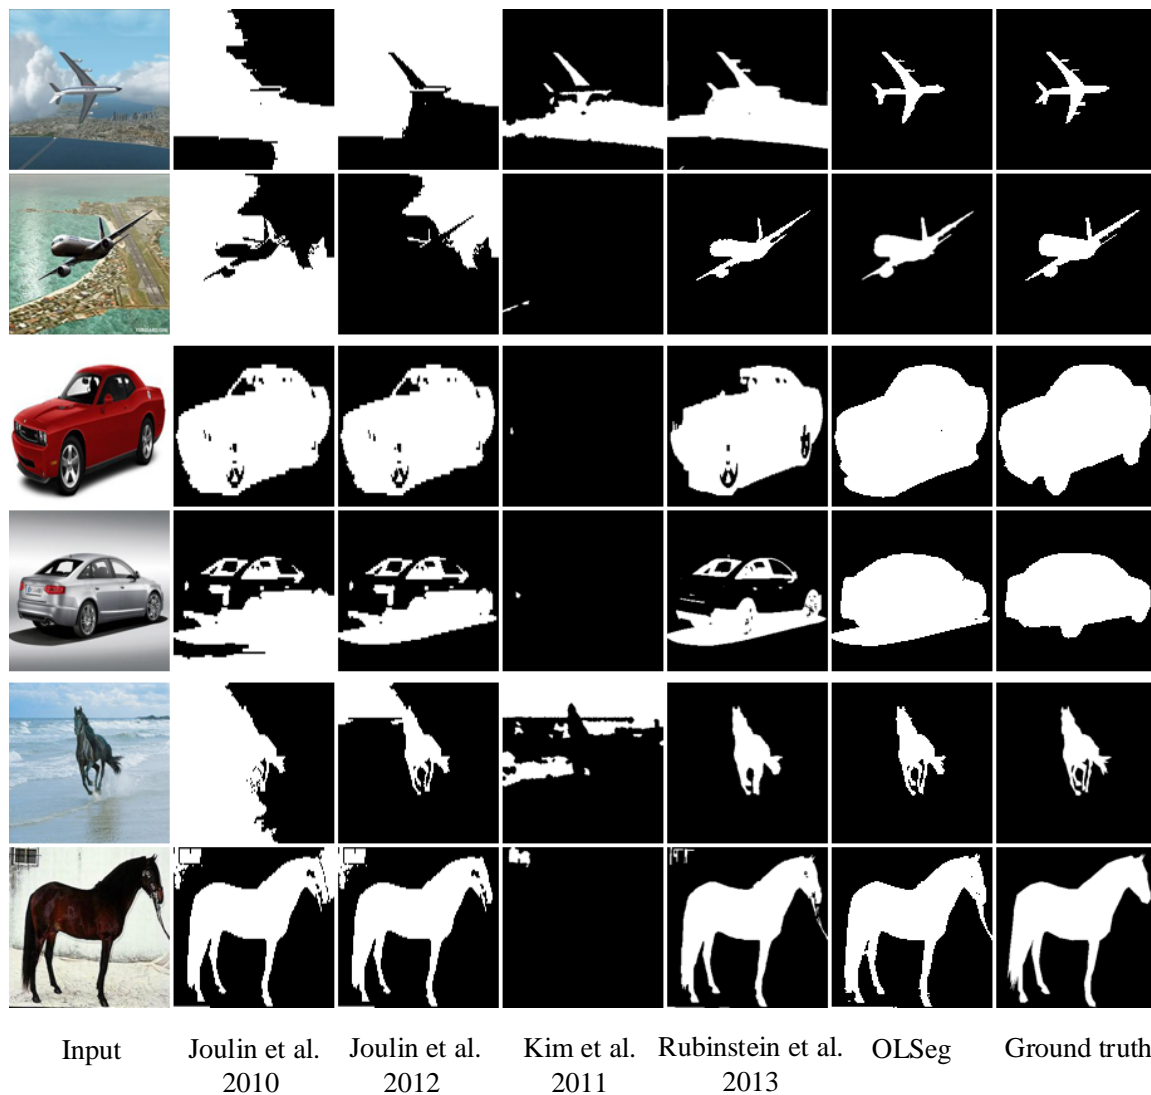 Input
Joulin et al.
2010
Joulin et al.
2012
Kim et al.
2011
Rubinstein et al.
2013
OLSeg
Ground truth